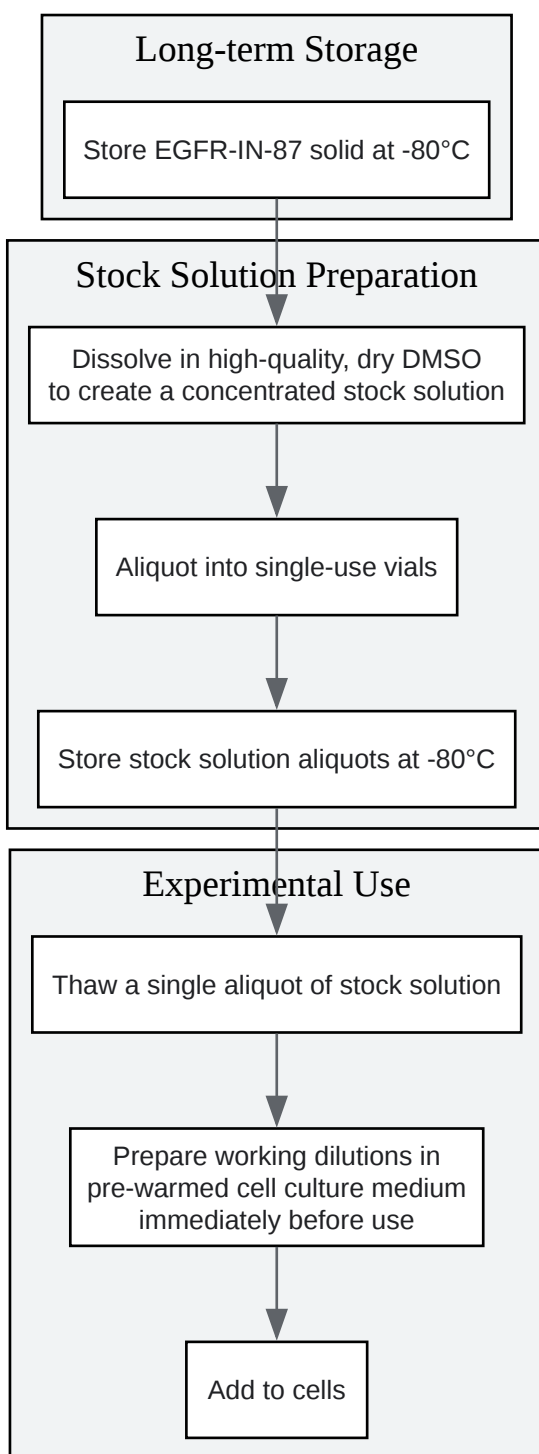 Long-term Storage
Store EGFR-IN-87 solid at -80°C
Stock Solution Preparation
Dissolve in high-quality, dry DMSO
to create a concentrated stock solution
Aliquot into single-use vials
Store stock solution aliquots at -80°C
Experimental Use
Thaw a single aliquot of stock solution
Prepare working dilutions in
pre-warmed cell culture medium
immediately before use
Add to cells